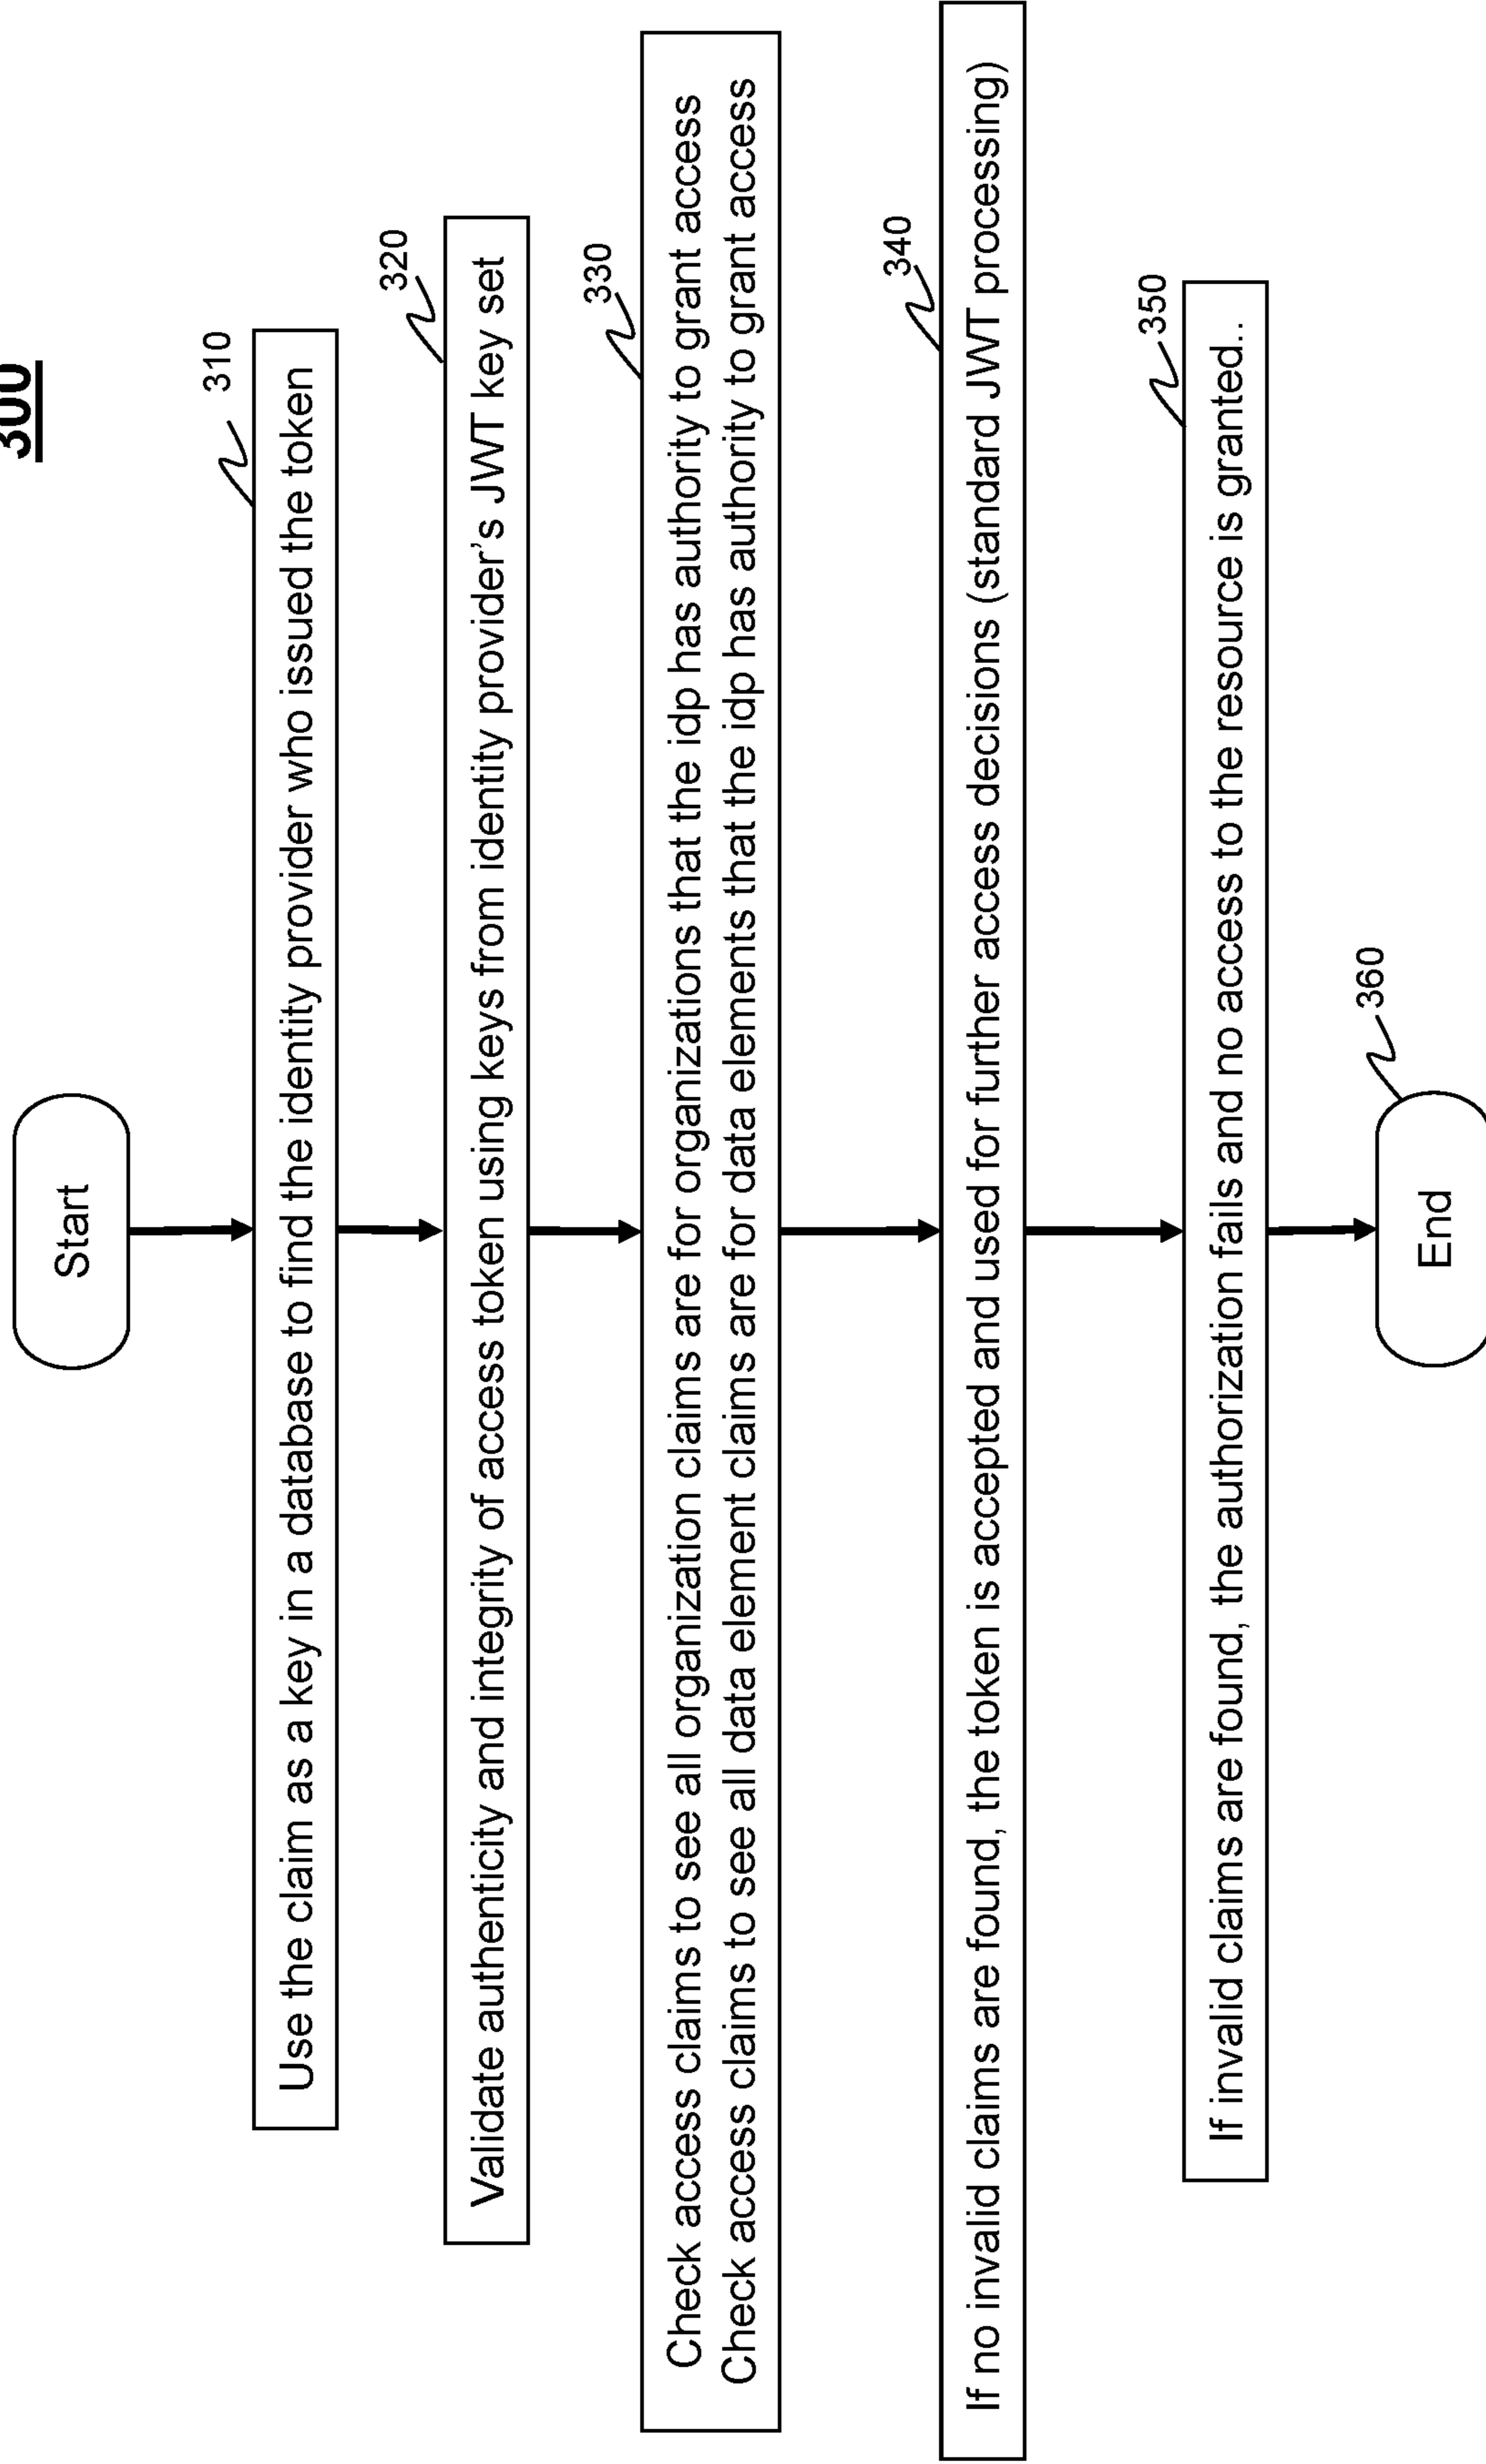 300
Start
310
Use the claim as a key in a database to find the identity provider who issued the token
320
Validate authenticity and integrity of access token using keys from identity provider's JWT key set
330
Check access claims to see all organization claims are for organizations that the idp has authority to grant access
Check access claims to see all data element claims are for data elements that the idp has authority to grant access
340
If no invalid claims are found, the token is accepted and used for further access decisions (standard JWT processing)
350
If invalid claims are found, the authorization fails and no access to the resource is granted..
360
End